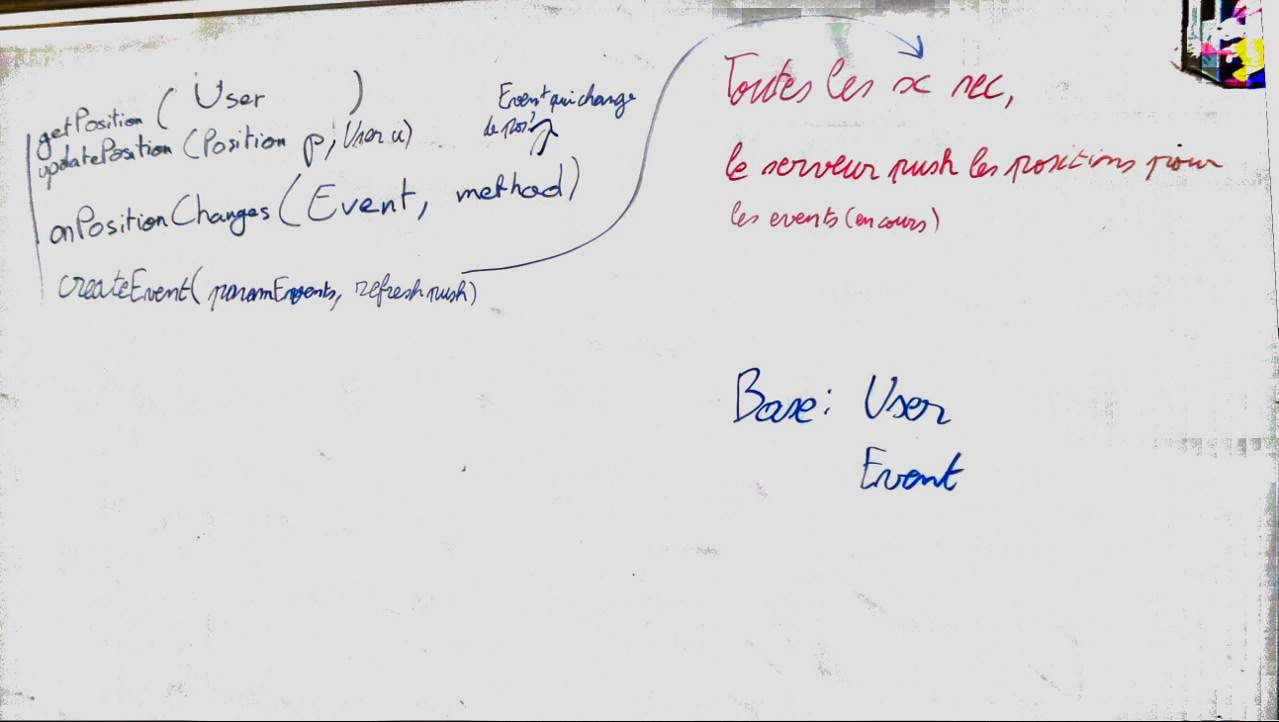 getPosition ( User )
updatePosition (Position p, User u)
Event qui change
de pos?
onPositionChanges (Event, method)
createEvent( paramEvents, refresh push)
Toutes les x sec,
le serveur push les positions pour
les events (en cours)
Base: User
Event